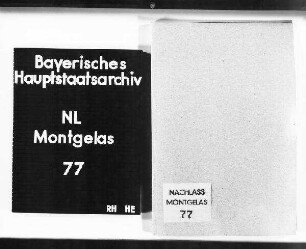 Bayerisches
Hauptstaatsarchiv
NL
Montgelas
77
RH HE
NACHLASS
MONTGELAS
77